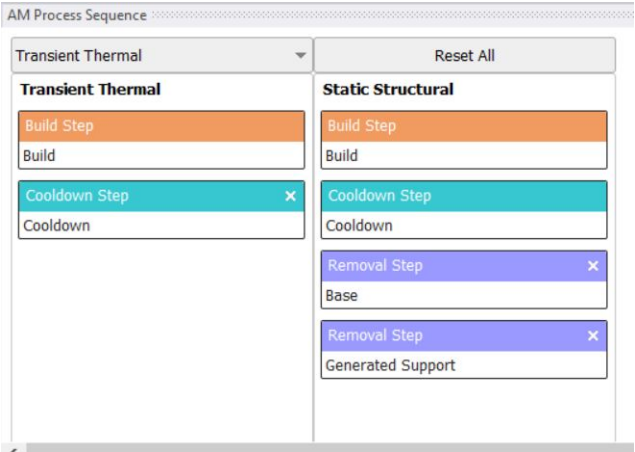 AM Process Sequence
Transient Thermal
Reset All
Transient Thermal
Build Step
Build
Cooldown Step
Cooldown
Static Structural
Build Step
Build
Cooldown Step
Cooldown
Removal Step
Base
Removal Step
Generated Support